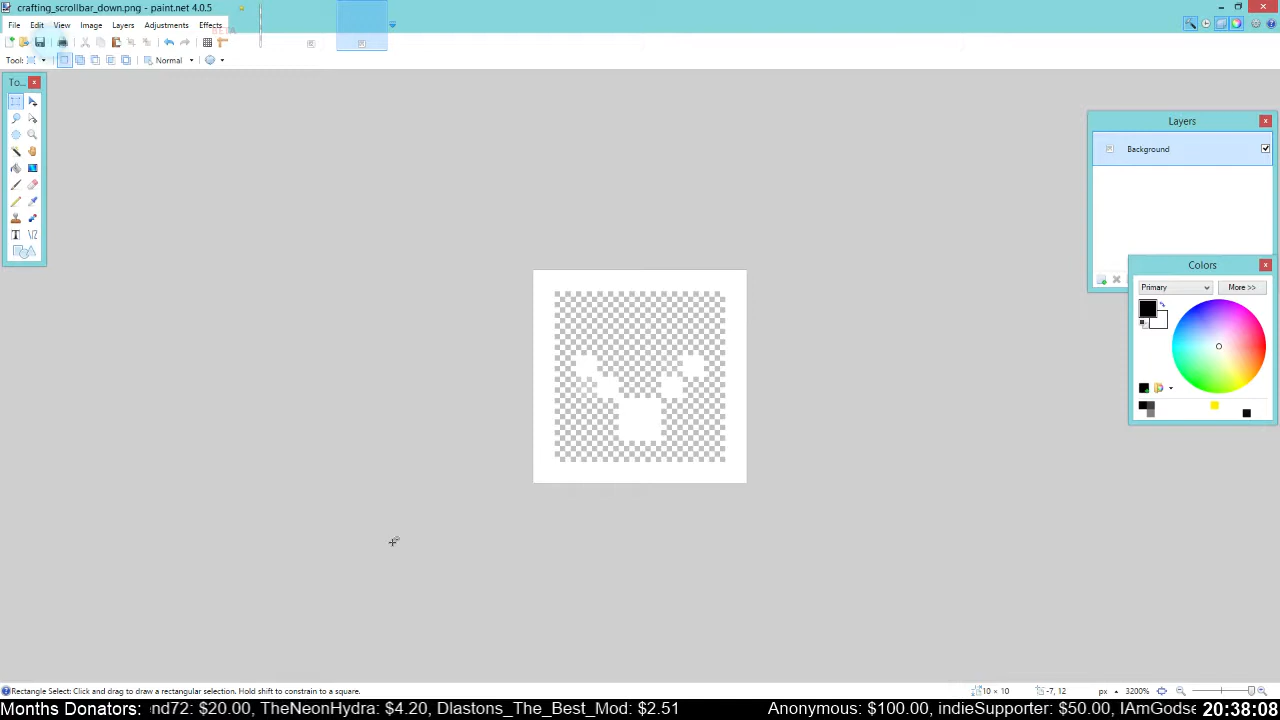 crafting_scrollbar_down.png - paint.net 4.0.5
File Edit View Image Layers Adjustments Effects
BETA
Tool: Normal
To...
Layers
Background
Colors
Primary More >>
Rectangle Select: Click and drag to draw a rectangular selection. Hold shift to constrain to a square.
10 × 10 -7, 12 px 3200%
Months Donators: end72: $20.00, TheNeonHydra: $4.20, Dlastons_The_Best_Mod: $2.51 Anonymous: $100.00, indieSupporter: $50.00, IAmGodse 20:38:08